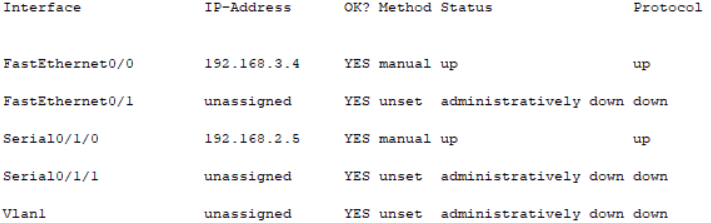 Interface IP-Address OK? Method Status Protocol
FastEthernet0/0 192.168.3.4 YES manual up up
FastEthernet0/1 unassigned YES unset administratively down down
Serial0/1/0 192.168.2.5 YES manual up up
Serial0/1/1 unassigned YES unset administratively down down
Vlan1 unassigned YES unset administratively down down